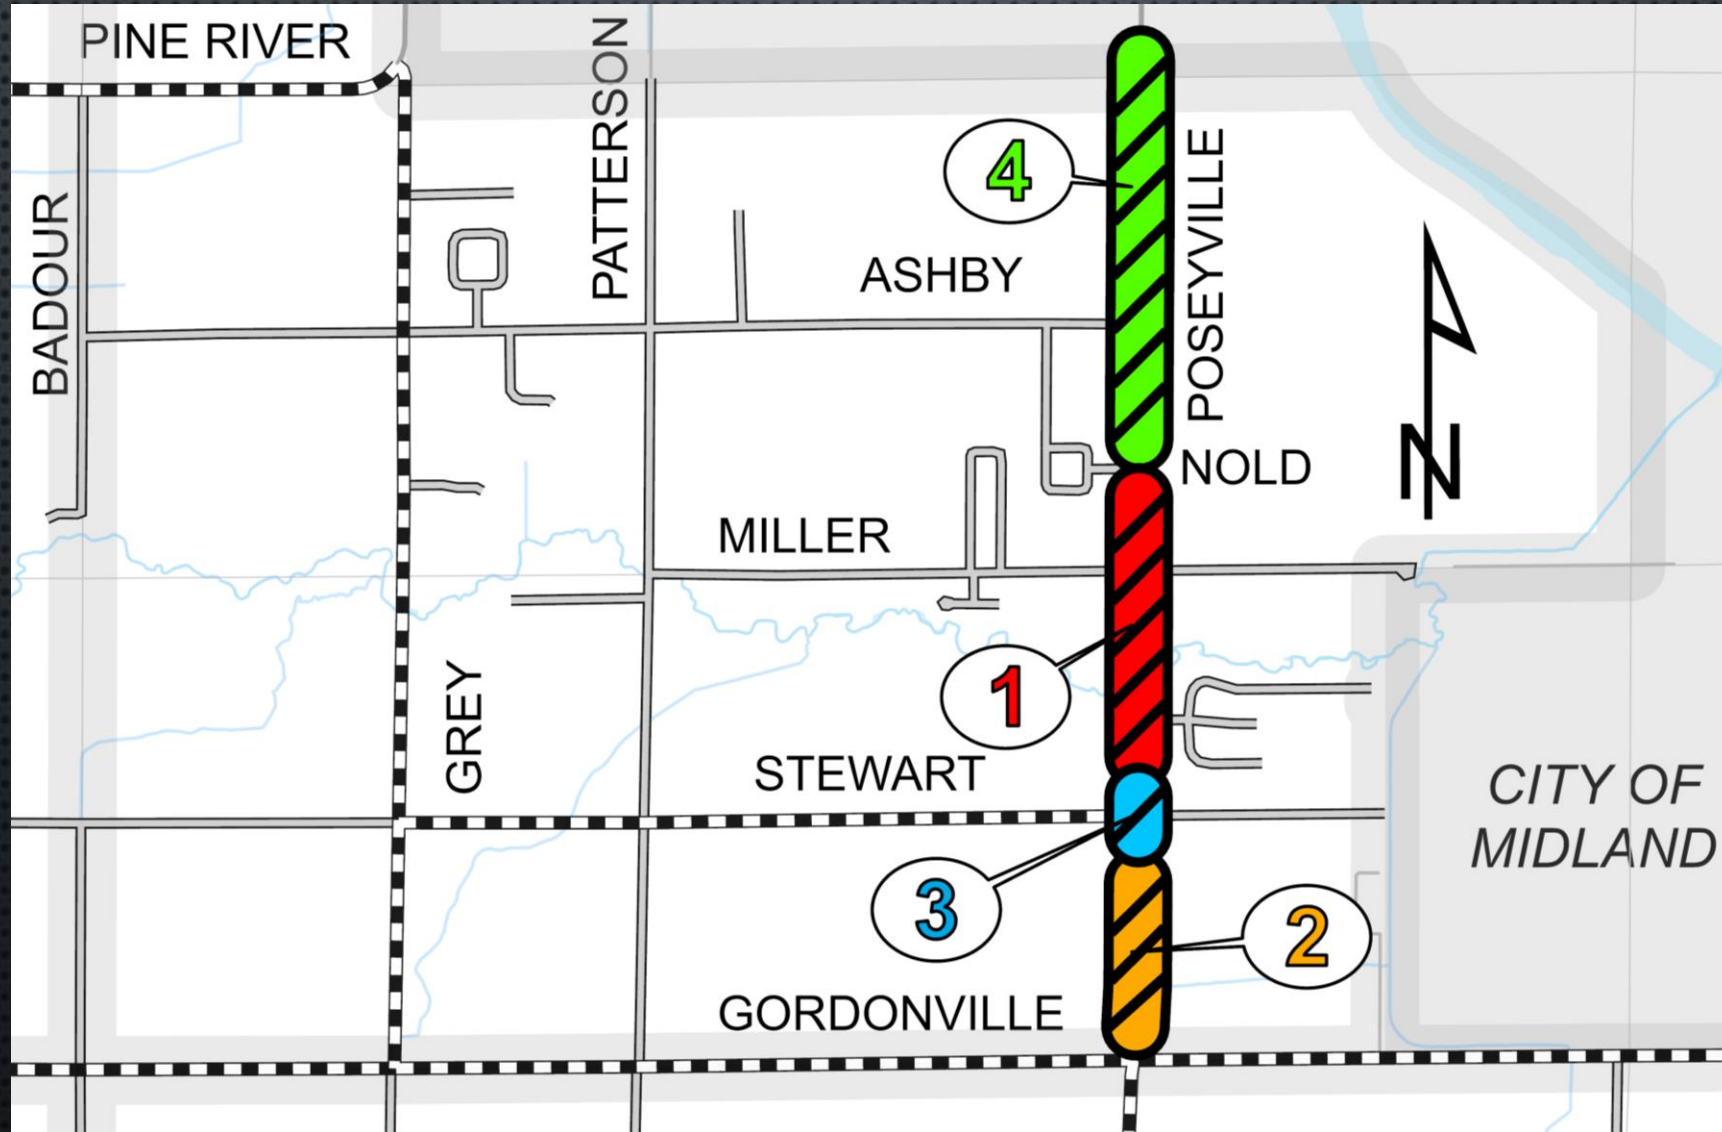 PINE RIVER
PATTERSON
4
POSEYVILLE
BADOUR
ASHBY
NOLD
N
MILLER
GREY
1
STEWART
CITY OF
MIDLAND
3
2
GORDONVILLE